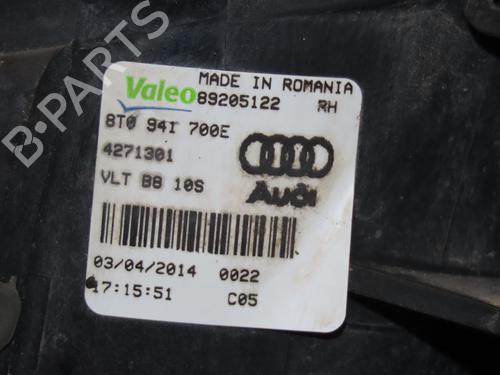 Valeo MADE IN ROMANIA
89205122 RH
8T0 941 700E
4271301
VLT B8 10S
Audi
03/04/2014 0022
17:15:51 C05
B-PARTS